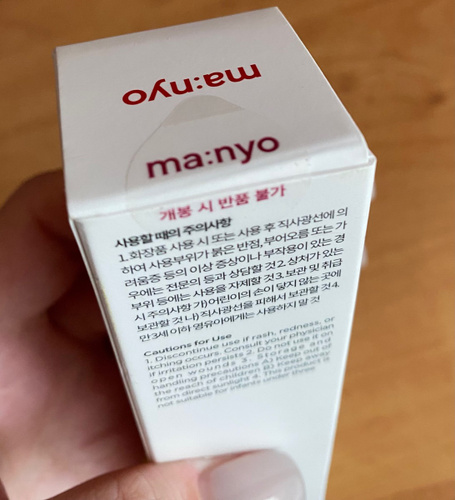 ma:nyo
ma:nyo
개봉 시 반품 불가
사용할 때의 주의사항
1. 화장품 사용 시 또는 사용 후 직사광선에 의
하여 사용부위가 붉은 반점, 부어오름 또는 가
려움증 등의 이상 증상이나 부작용이 있는 경
우에는 전문의 등과 상담할 것 2. 상처가 있는
부위 등에는 사용을 자제할 것 3. 보관 및 취급
시 주의사항 가) 어린이의 손이 닿지 않는 곳에
보관할 것 나) 직사광선을 피해서 보관할 것 4.
만 3세 이하 영유아에게는 사용하지 말 것
Cautions for Use
1. Discontinue use if rash, redness, or
itching occurs. Consult your physician
if irritation persists 2. Do not use it on
open wounds 3. Storage and
handling precautions A) Keep out of
the reach of children B) Keep away
from direct sunlight 4. This product is
not suitable for infants under three